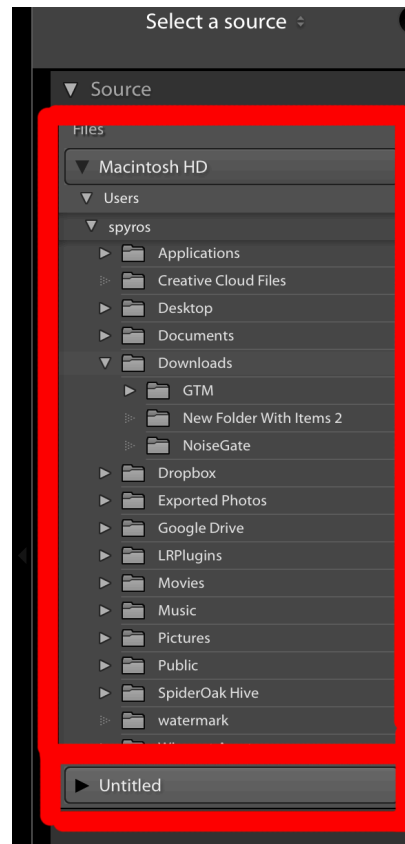 Select a source
Source
Files
Macintosh HD
Users
spyros
Applications
Creative Cloud Files
Desktop
Documents
Downloads
GTM
New Folder With Items 2
NoiseGate
Dropbox
Exported Photos
Google Drive
LRPlugins
Movies
Music
Pictures
Public
SpiderOak Hive
watermark
Untitled